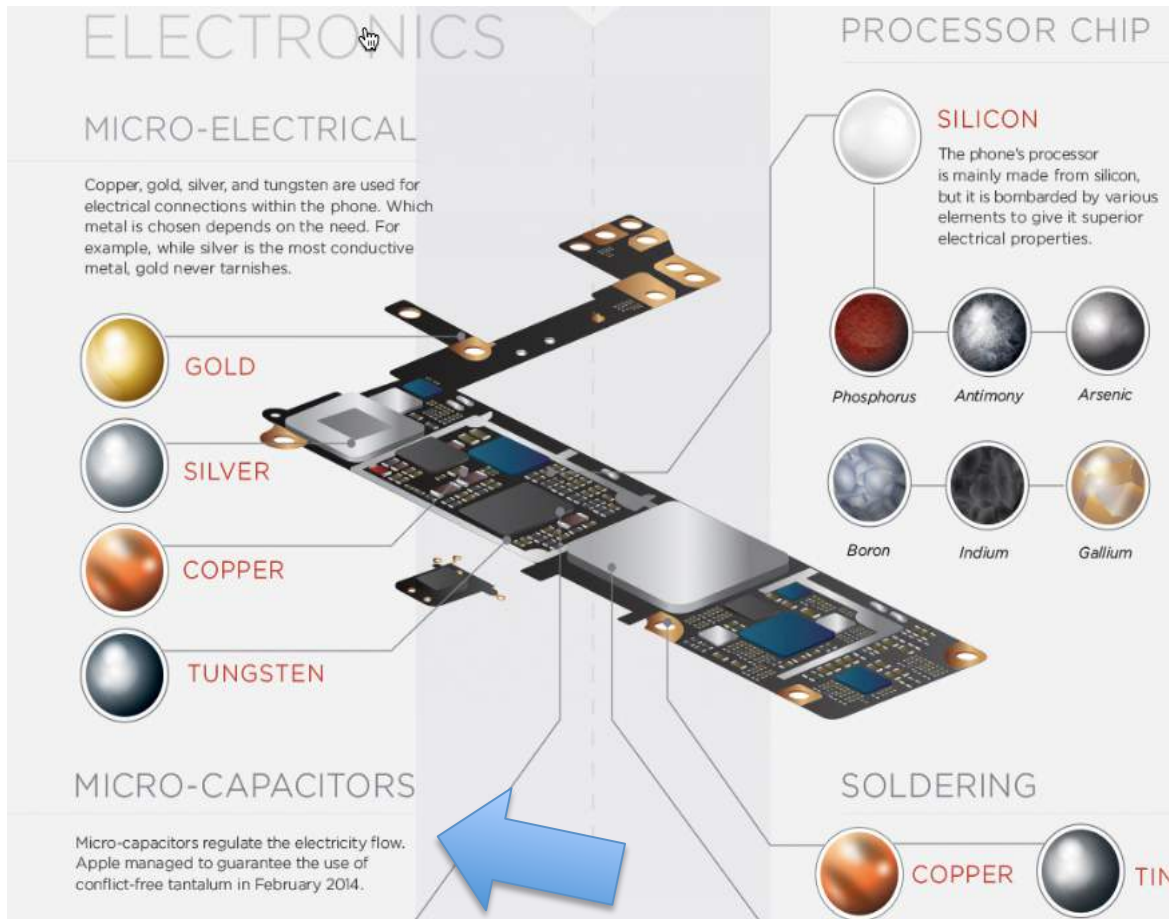 ELECTRONICS
MICRO-ELECTRICAL
Copper, gold, silver, and tungsten are used for
electrical connections within the phone. Which
metal is chosen depends on the need. For
example, while silver is the most conductive
metal, gold never tarnishes.
GOLD
SILVER
COPPER
TUNGSTEN
MICRO-CAPACITORS
Micro-capacitors regulate the electricity flow.
Apple managed to guarantee the use of
conflict-free tantalum in February 2014.
PROCESSOR CHIP
SILICON
The phone's processor
is mainly made from silicon,
but it is bombarded by various
elements to give it superior
electrical properties.
Phosphorus Antimony Arsenic
Boron Indium Gallium
SOLDERING
COPPER TIN